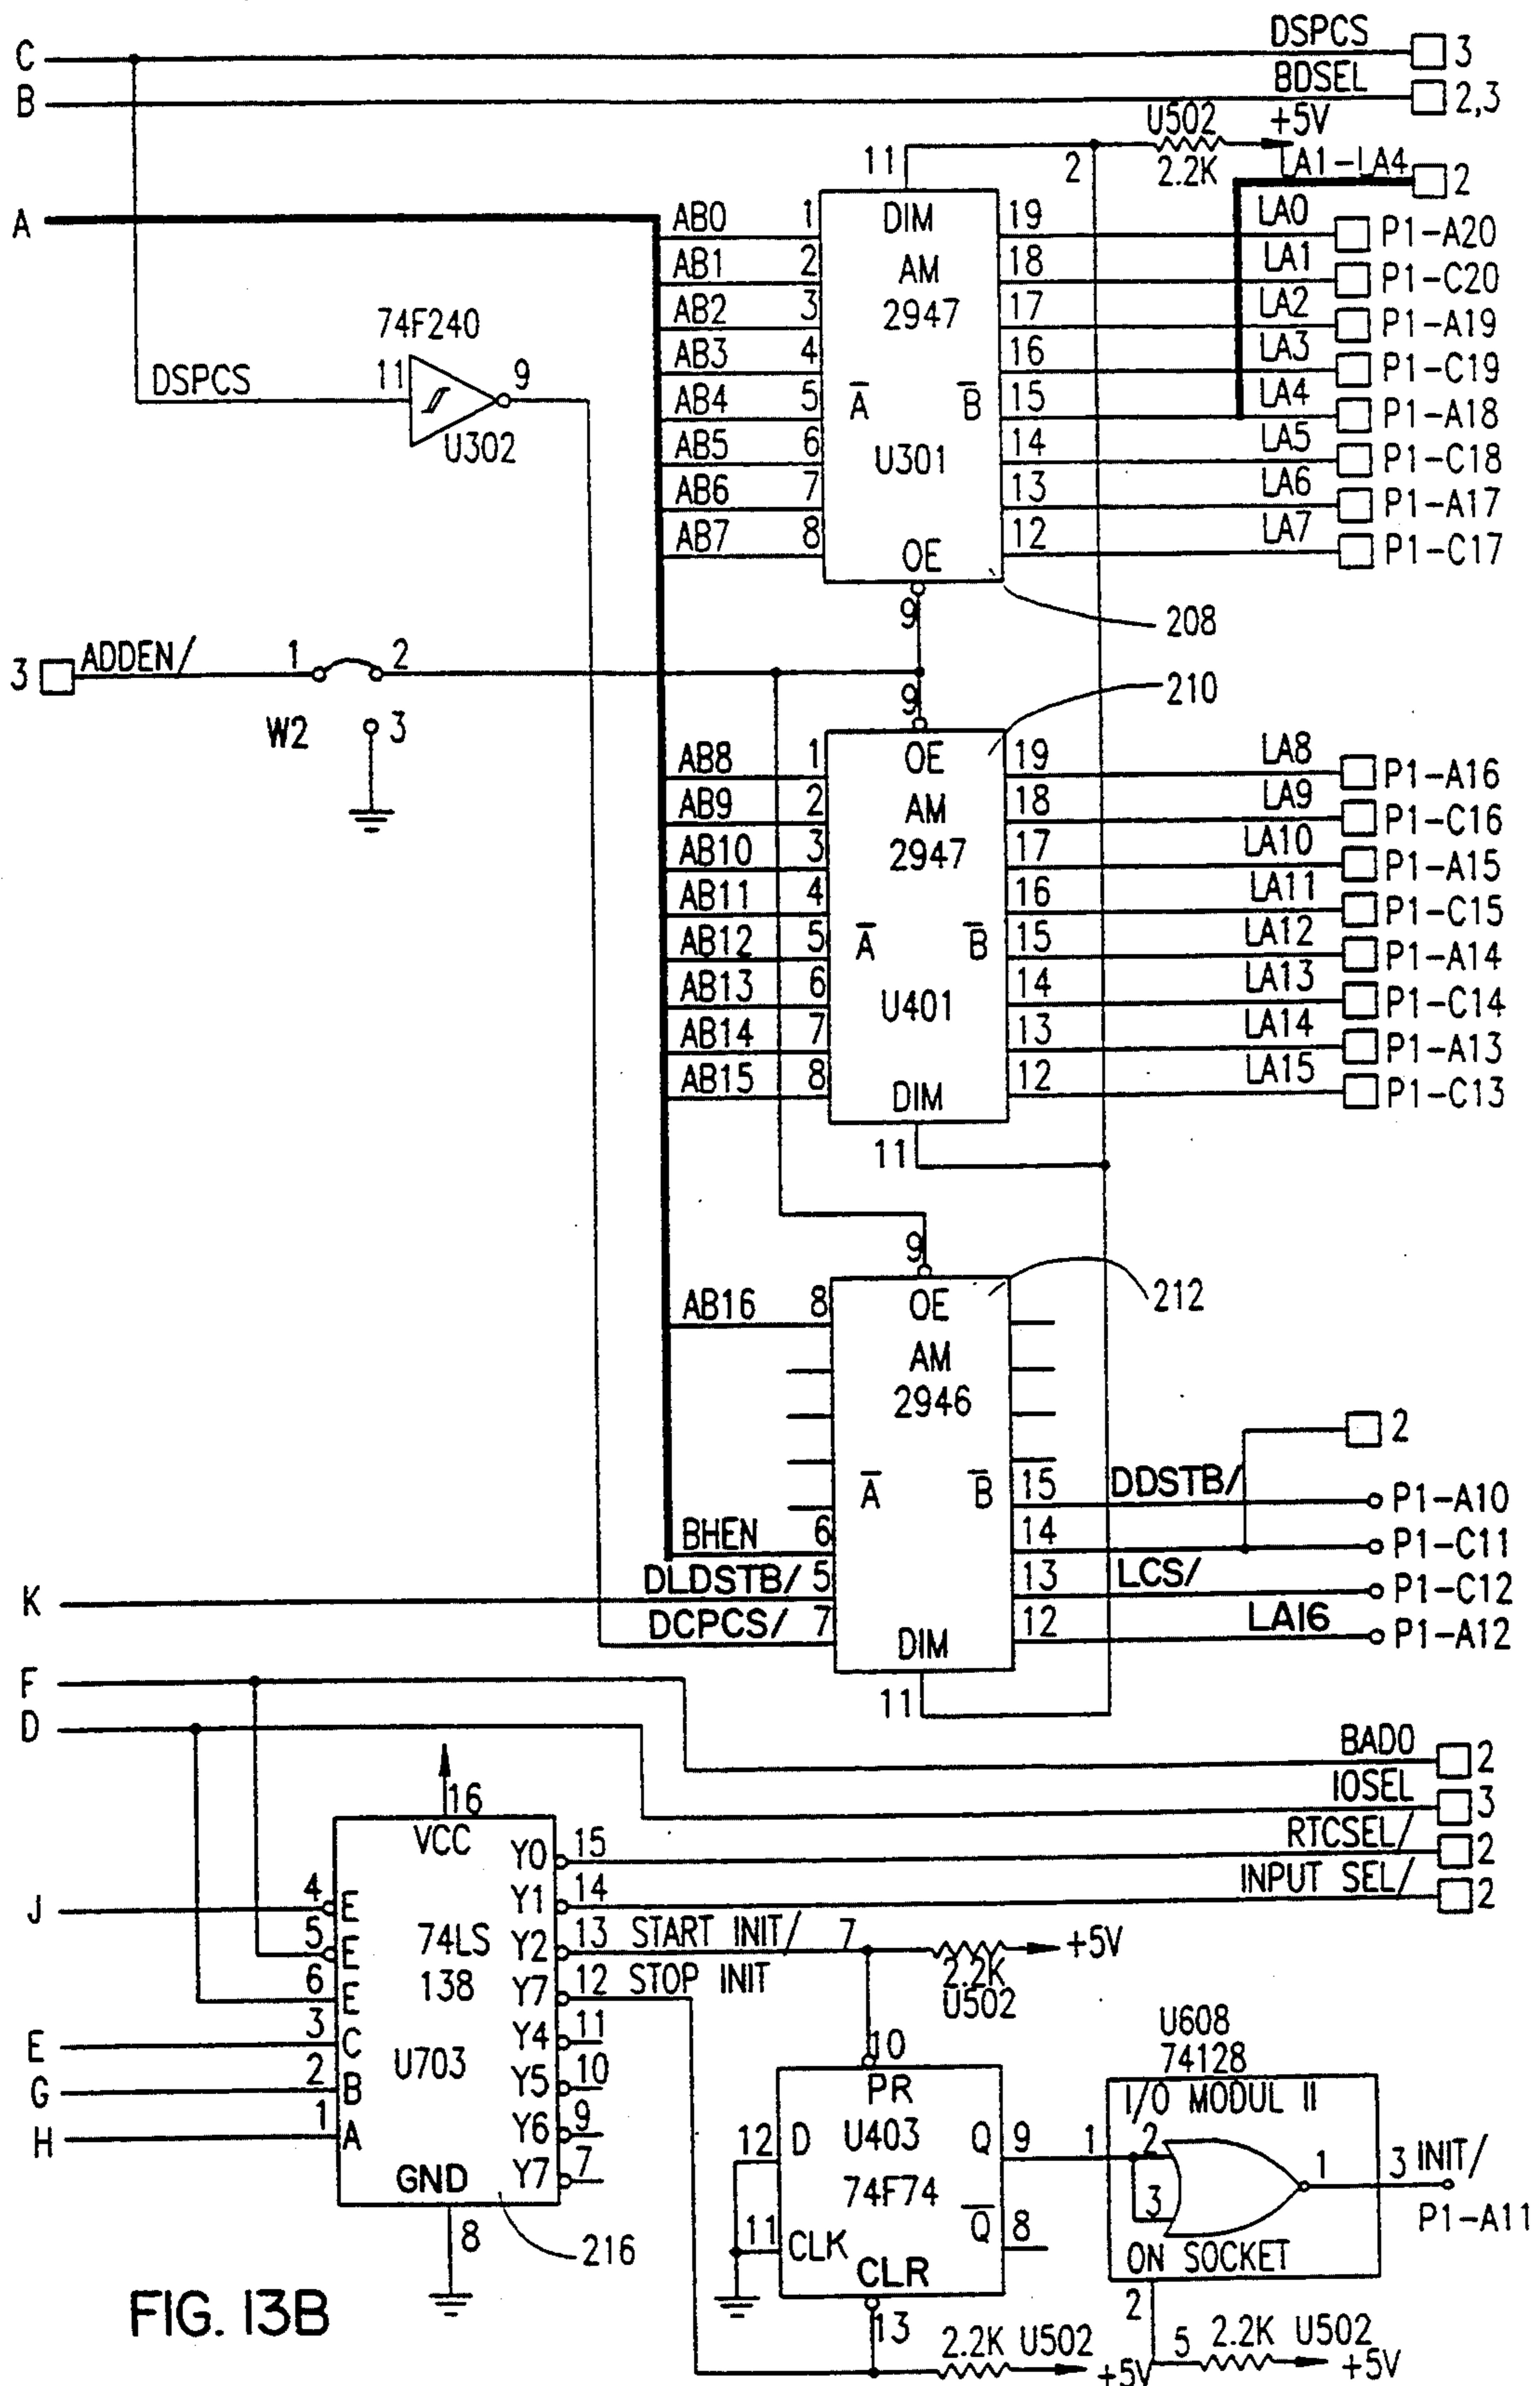 C DSPCS 3
B BDSEL 2,3
U502 +5V
11 2 2.2K LA1-LA4 2
A AB0 1 DIM 19 LA0 P1-A20
AB1 2 AM 18 LA1 P1-C20
AB2 3 2947 17 LA2 P1-A19
74F240
AB3 4 16 LA3 P1-C19
DSPCS 11 9 AB4 5 A B 15 LA4 P1-A18
U302 AB5 6 U301 14 LA5 P1-C18
AB6 7 13 LA6 P1-A17
AB7 8 OE 12 LA7 P1-C17
9 208
3 ADDEN/ 1 2
9 210
W2 3
AB8 1 OE 19 LA8 P1-A16
AB9 2 AM 18 LA9 P1-C16
AB10 3 2947 17 LA10 P1-A15
AB11 4 16 LA11 P1-C15
AB12 5 A B 15 LA12 P1-A14
AB13 6 U401 14 LA13 P1-C14
AB14 7 13 LA14 P1-A13
AB15 8 DIM 12 LA15 P1-C13
11
9
AB16 8 OE 212
AM
2946
2
A B 15 DDSTB/ P1-A10
BHEN 6 14 P1-C11
K DLDSTB/ 5 13 LCS/ P1-C12
DCPCS/ 7 DIM 12 LA16 P1-A12
F 11
D
BAD0 2
16 IOSEL 3
VCC Y0 15 RTCSEL/ 2
J 4 E Y1 14 INPUT SEL/ 2
5 E 74LS Y2 13 START INIT/ 7 +5V
6 E 138 Y7 12 STOP INIT 2.2K
U502
E 3 C Y4 11
G 2 B U703 Y5 10
H 1 A Y6 9
GND Y7 7
8 216
10
PR
12 D U403 Q 9
74F74
11 CLK Q 8
CLR
13
2.2K U502 +5V
U608
74128
I/O MODUL II
1 2 3 1 3 INIT/
P1-A11
ON SOCKET
2
5 2.2K U502 +5V
FIG. 13B